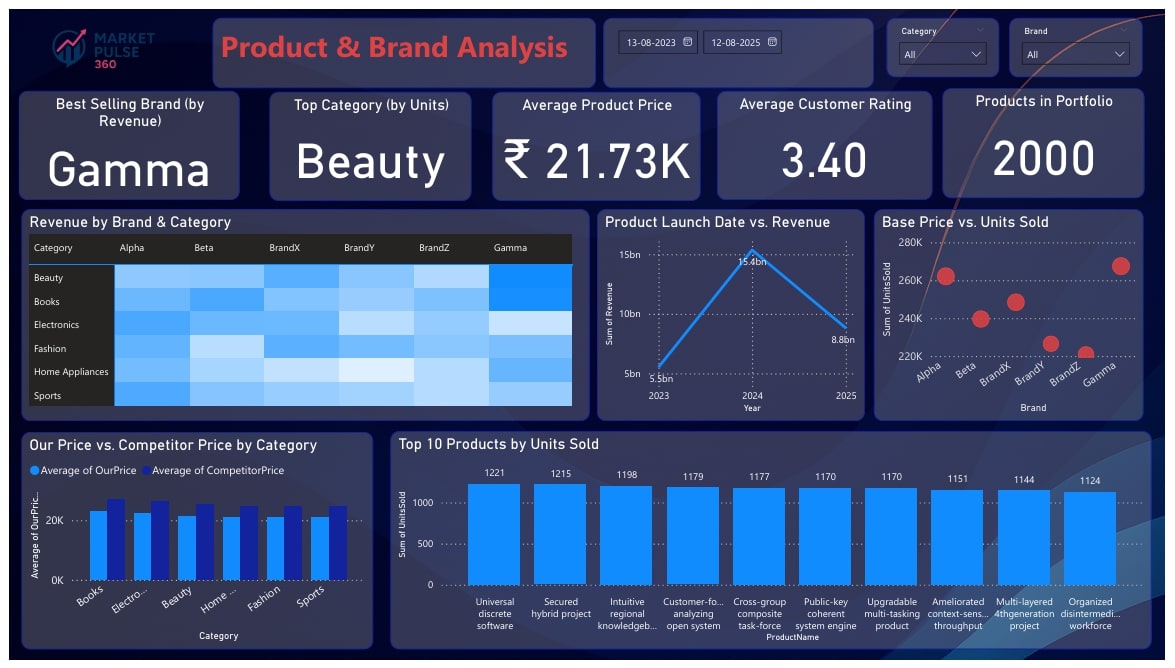 MARKET
PULSE
360
Product & Brand Analysis
13-08-2023
12-08-2025
Category
All
Brand
All
Best Selling Brand (by
Revenue)
Gamma
Top Category (by Units)
Beauty
Average Product Price
₹ 21.73K
Average Customer Rating
3.40
Products in Portfolio
2000
Revenue by Brand & Category
Category Alpha Beta BrandX BrandY BrandZ Gamma
Beauty
Books
Electronics
Fashion
Home Appliances
Sports
Product Launch Date vs. Revenue
Sum of Revenue
15bn
10bn
5bn
15.4bn
8.8bn
5.5bn
2023 2024 2025
Year
Base Price vs. Units Sold
Sum of UnitsSold
280K
260K
240K
220K
Alpha Beta BrandX BrandY BrandZ Gamma
Brand
Our Price vs. Competitor Price by Category
Average of OurPrice Average of CompetitorPrice
Average of OurPric...
20K
0K
Books Electro... Beauty Home ... Fashion Sports
Category
Top 10 Products by Units Sold
Sum of UnitsSold
1000
500
0
1221 1215 1198 1179 1177 1170 1170 1151 1144 1124
Universal
discrete
software
Secured
hybrid project
Intuitive
regional
knowledgeb...
Customer-fo...
analyzing
open system
Cross-group
composite
task-force
Public-key
coherent
system engine
Upgradable
multi-tasking
product
Ameliorated
context-sens...
throughput
Multi-layered
4thgeneration
project
Organized
disintermedi...
workforce
ProductName